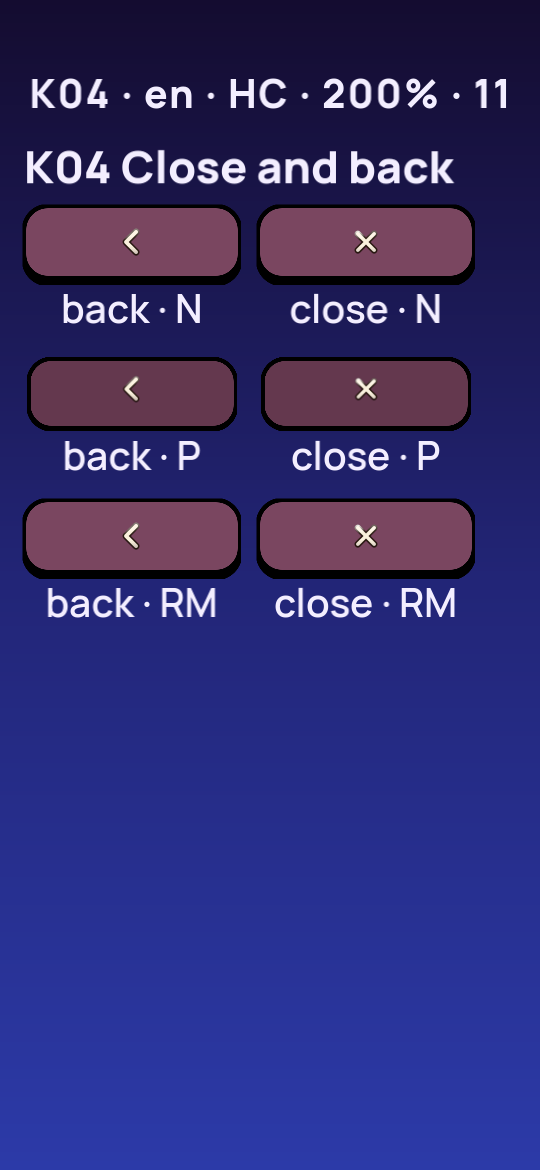 K04 · en · HC · 200% · 11
K04 Close and back
back · N close · N
back · P close · P
back · RM close · RM